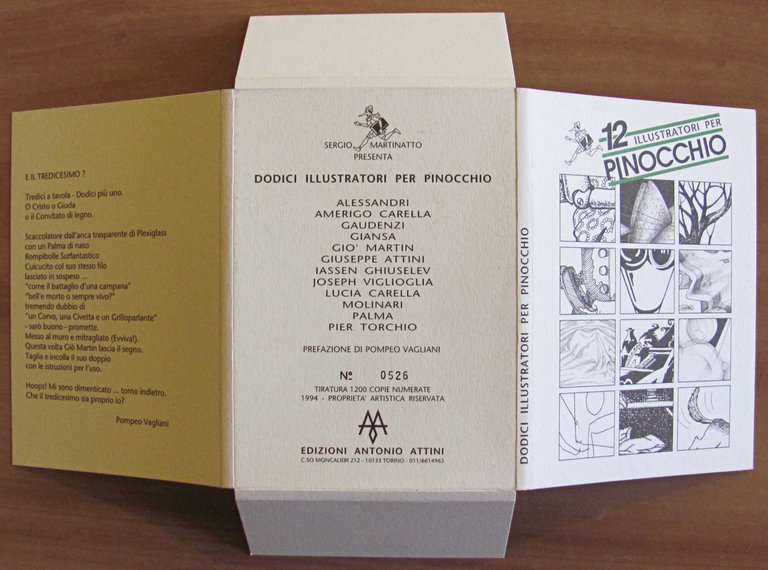 E IL TREDICESIMO ?
Tredici a tavola - Dodici più uno.
O Cristo o Giuda
o il Convitato di legno.
Scaccolatore dall'anca trasparente di Plexiglass
con un Palma di naso
Rompibolle Surfantastico
Culcucito col suo stesso filo
lasciato in sospeso ...
"come il battaglio d'una campana"
"bell'e morto o sempre vivo?"
tremendo dubbio di
"un Corvo, una Civetta e un Grilloparlante"
- sarò buono - promette.
Messo al muro e mitragliato (Evviva!).
Questa volta Giò Martin lascia il segno.
Taglia e incolla il suo doppio
con le istruzioni per l'uso.
Hoops! Mi sono dimenticato ... torno indietro.
Che il tredicesimo sia proprio io?
Pompeo Vagliani
SERGIO MARTINATTO
PRESENTA
DODICI ILLUSTRATORI PER PINOCCHIO
ALESSANDRI
AMERIGO CARELLA
GAUDENZI
GIANSA
GIO' MARTIN
GIUSEPPE ATTINI
IASSEN GHIUSELEV
JOSEPH VIGLIOGLIA
LUCIA CARELLA
MOLINARI
PALMA
PIER TORCHIO
PREFAZIONE DI POMPEO VAGLIANI
N° 0526
TIRATURA 1200 COPIE NUMERATE
1994 - PROPRIETA' ARTISTICA RISERVATA
EDIZIONI ANTONIO ATTINI
C.SO MONCALIERI 212 - 10133 TORINO - 011/6614965
DODICI ILLUSTRATORI PER PINOCCHIO
12 ILLUSTRATORI PER
PINOCCHIO